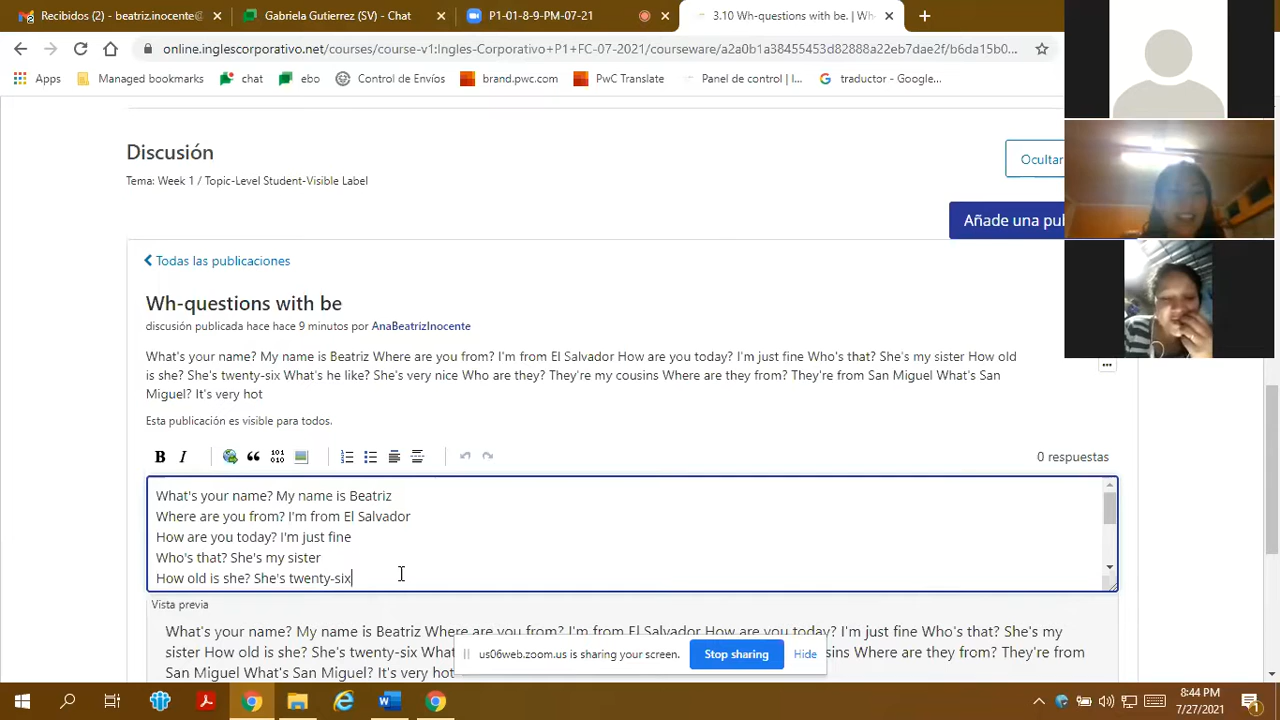 Recibidos (2) - beatriz.inocente@
Gabriela Gutierrez (SV) - Chat
P1-01-8-9-PM-07-21
3.10 Wh-questions with be. | Wh-
online.inglescorporativo.net/courses/course-v1:Ingles-Corporativo+P1+FC-07-2021/courseware/
Apps
Managed bookmarks
chat
ebo
Control de Envíos
brand.pwc.com
PwC Translate
Panel de control | I...
traductor - Google...
Discusión
Ocultar
Tema: Week 1 / Topic-Level Student-Visible Label
Añade una pul
Todas las publicaciones
Wh-questions with be
discusión publicada hace hace 9 minutos por AnaBeatrizInocente
What's your name? My name is Beatriz Where are you from? I'm from El Salvador How are you today? I'm just fine Who's that? She's my sister How old
is she? She's twenty-six What's he like? She's very nice Who are they? They're my cousins Where are they from? They're from San Miguel What's San
Miguel? It's very hot
Esta publicación es visible para todos.
B I
0 respuestas
What's your name? My name is Beatriz
Where are you from? I'm from El Salvador
How are you today? I'm just fine
Who's that? She's my sister
How old is she? She's twenty-six
Vista previa
What's your name? My name is Beatriz Where are you from? I'm from El Salvador How are you today? I'm just fine Who's that? She's my
sister How old is she? She's twenty-six What
sins Where are they from? They're from San
Miguel What's San Miguel? It's very hot
us06web.zoom.us is sharing your screen.
Stop sharing
Hide
8:44 PM
7/27/2021